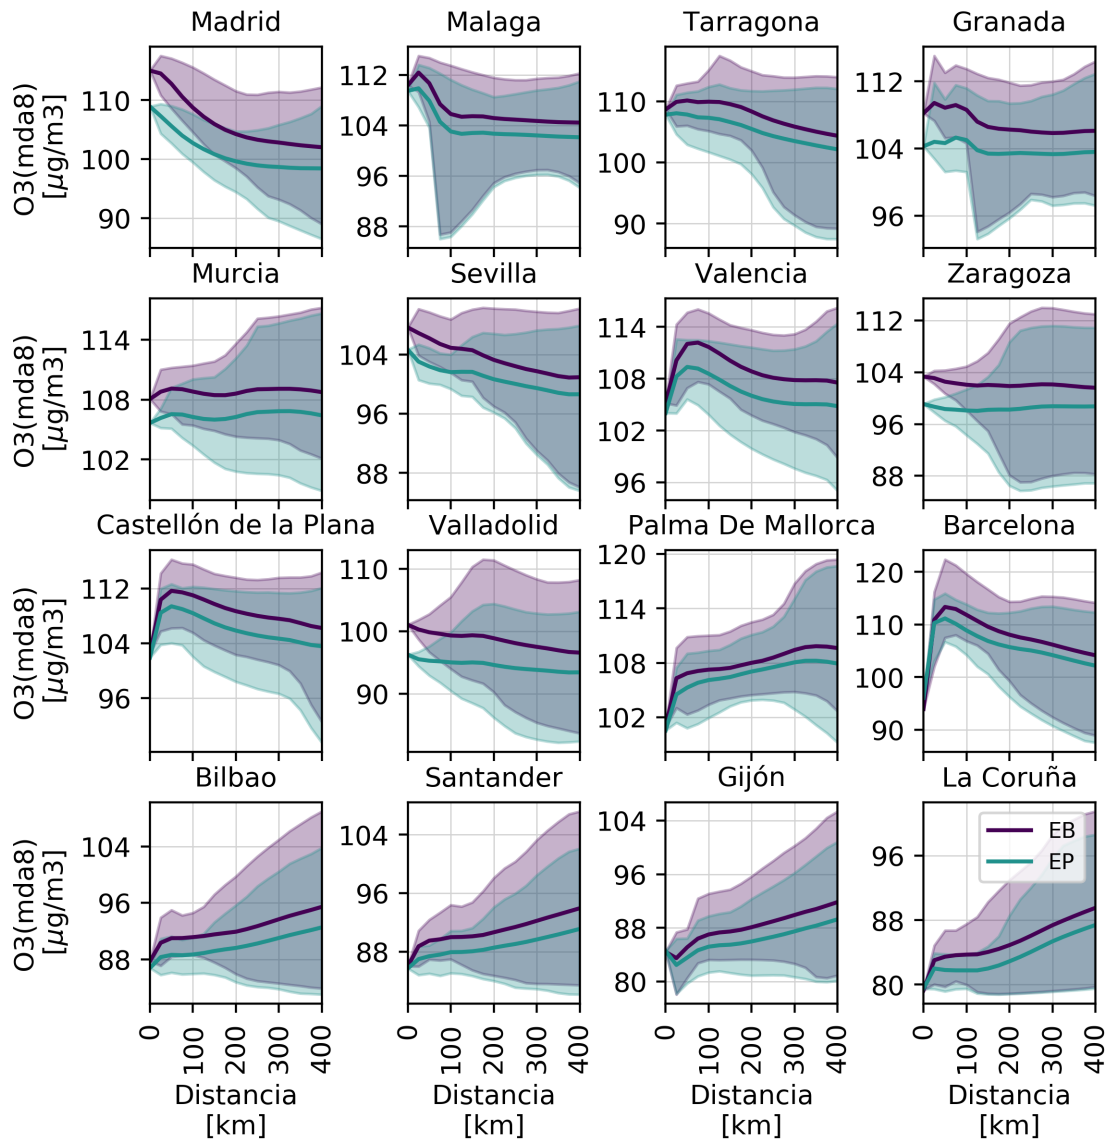 Madrid
Malaga
Tarragona
Granada
O3(mda8)
[μg/m3]
110
100
90
112
104
96
88
110
100
90
112
104
96
Murcia
Sevilla
Valencia
Zaragoza
O3(mda8)
[μg/m3]
114
108
102
104
96
88
114
108
102
96
112
104
96
88
Castellón de la Plana
Valladolid
Palma De Mallorca
Barcelona
O3(mda8)
[μg/m3]
112
104
96
110
100
90
120
114
108
102
120
110
100
90
Bilbao
Santander
Gijón
La Coruña
O3(mda8)
[μg/m3]
104
96
88
104
96
88
104
96
88
80
96
88
80
EB
EP
0
100
200
300
400
0
100
200
300
400
0
100
200
300
400
0
100
200
300
400
Distancia
[km]
Distancia
[km]
Distancia
[km]
Distancia
[km]